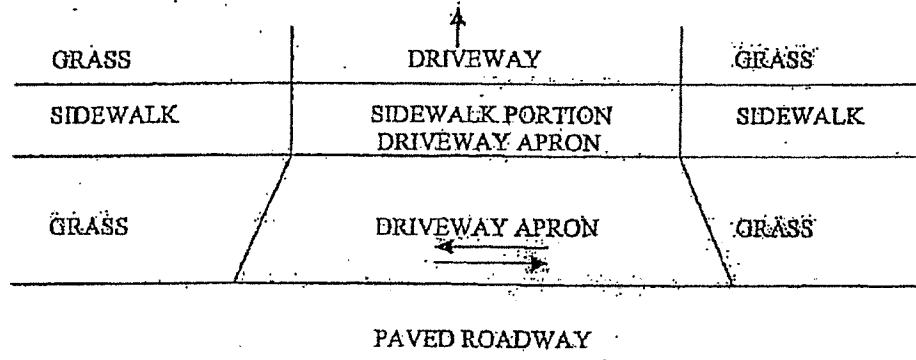 GRASS DRIVEWAY GRASS
SIDEWALK SIDEWALK PORTION SIDEWALK
DRIVEWAY APRON
GRASS DRIVEWAY APRON GRASS
PAVED ROADWAY